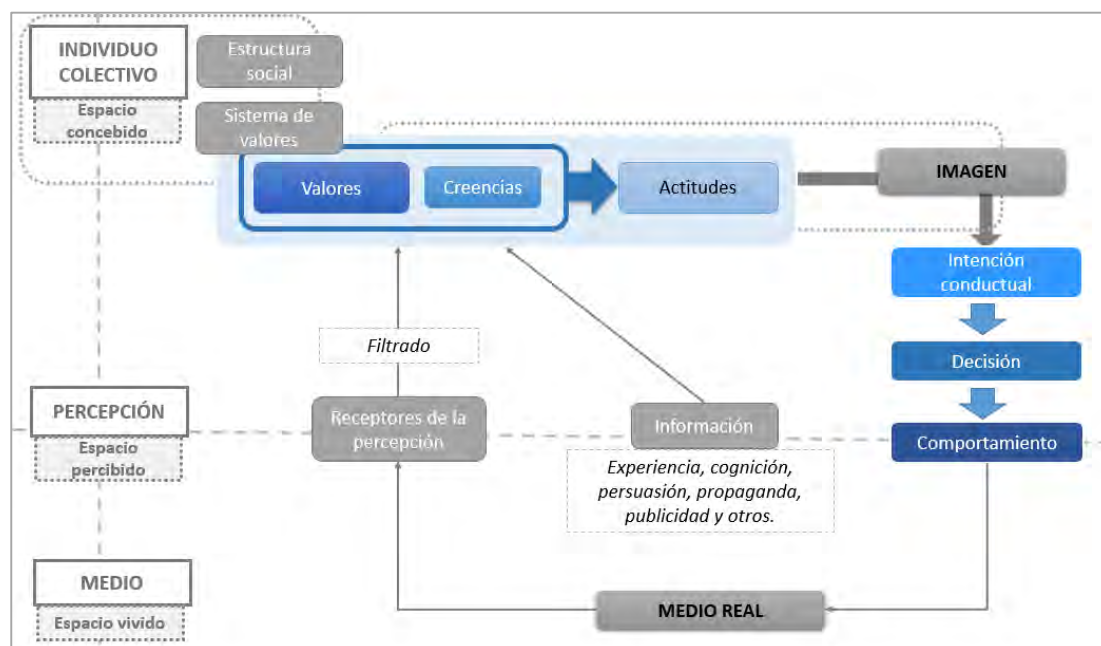 INDIVIDUO
COLECTIVO
Espacio
concebido
Estructura
social
Sistema de
valores
Valores
Creencias
Actitudes
IMAGEN
Intención
conductual
Decisión
Comportamiento
Filtrado
PERCEPCIÓN
Espacio
percibido
Receptores de la
percepción
Información
Experiencia, cognición,
persuasión, propaganda,
publicidad y otros.
MEDIO
Espacio vivido
MEDIO REAL